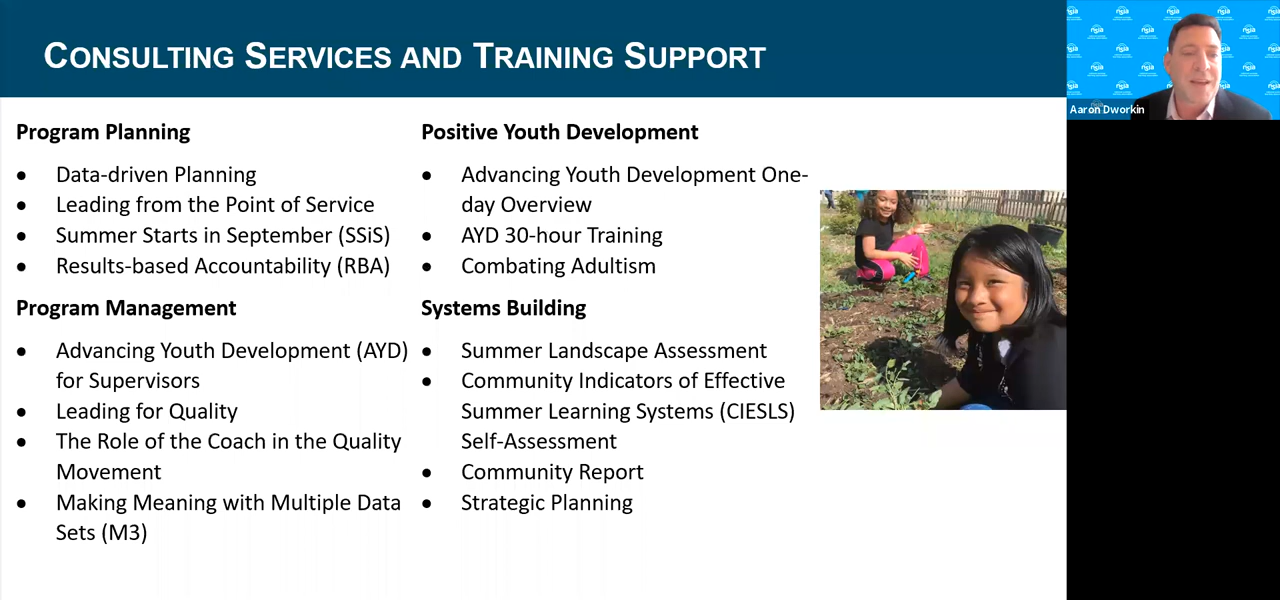 CONSULTING SERVICES AND TRAINING SUPPORT
Program Planning
• Data-driven Planning
• Leading from the Point of Service
• Summer Starts in September (SSiS)
• Results-based Accountability (RBA)
Program Management
• Advancing Youth Development (AYD)
for Supervisors
• Leading for Quality
• The Role of the Coach in the Quality
Movement
• Making Meaning with Multiple Data
Sets (M3)
Positive Youth Development
• Advancing Youth Development One-
day Overview
• AYD 30-hour Training
• Combating Adultism
Systems Building
• Summer Landscape Assessment
• Community Indicators of Effective
Summer Learning Systems (CIESLS)
Self-Assessment
• Community Report
• Strategic Planning
nsla
Aaron Dworkin